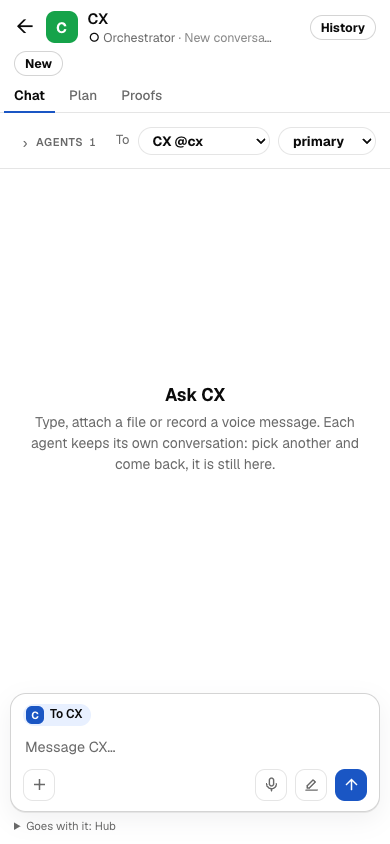 C
CX
Orchestrator · New conversa...
History
New
Chat
Plan
Proofs
AGENTS 1
To
CX @cx
primary
Ask CX
Type, attach a file or record a voice message. Each
agent keeps its own conversation: pick another and
come back, it is still here.
C
To CX
Message CX...
Goes with it: Hub